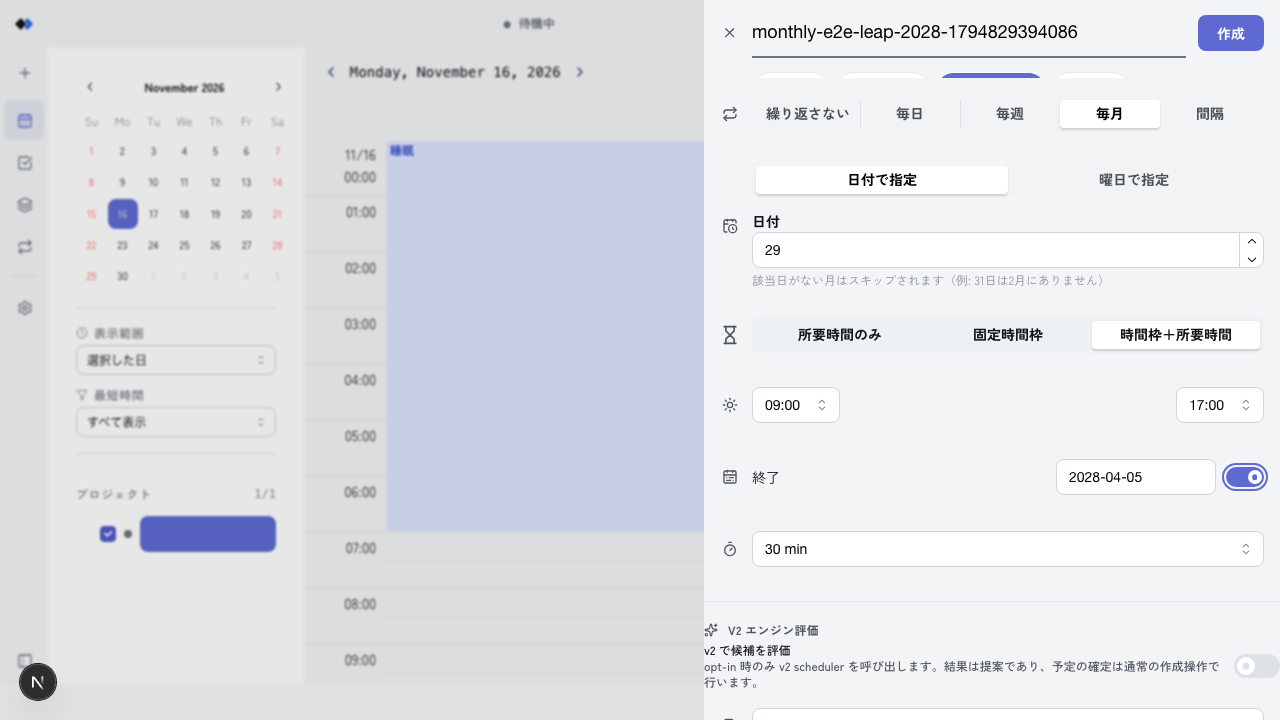 待機中
monthly-e2e-leap-2028-1794829394086
作成
November 2026
Su Mo Tu We Th Fr Sa
1 2 3 4 5 6 7
8 9 10 11 12 13 14
15 16 17 18 19 20 21
22 23 24 25 26 27 28
29 30 1 2 3 4 5
表示範囲
選択した日
最短時間
すべて表示
プロジェクト 1/1
Monday, November 16, 2026
11/16
00:00
睡眠
01:00
02:00
03:00
04:00
05:00
06:00
07:00
08:00
09:00
繰り返さない 毎日 毎週 毎月 間隔
日付で指定 曜日で指定
日付
29
該当日がない月はスキップされます（例: 31日は2月にありません）
所要時間のみ 固定時間枠 時間枠＋所要時間
09:00 17:00
終了 2028-04-05
30 min
V2 エンジン評価
v2 で候補を評価
opt-in 時のみ v2 scheduler を呼び出します。結果は提案であり、予定の確定は通常の作成操作で
行います。
N